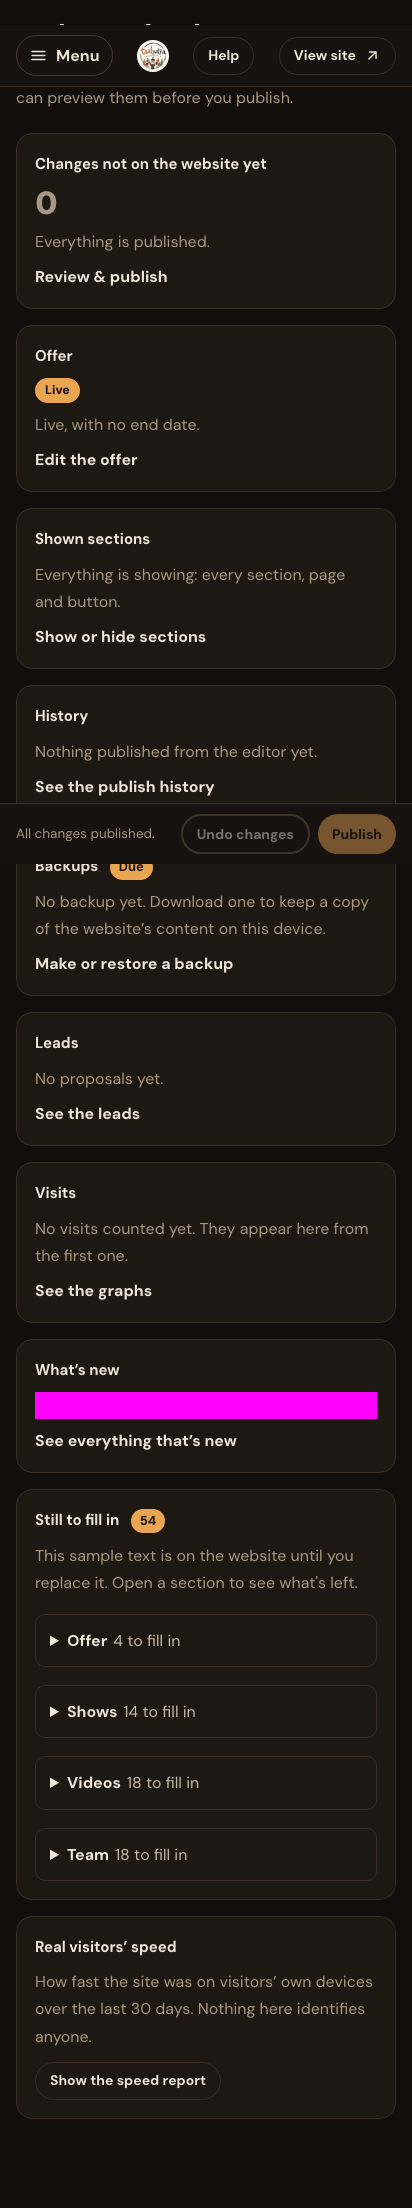 Menu
Help
View site
can preview them before you publish.
Changes not on the website yet
0
Everything is published.
Review & publish
Offer
Live
Live, with no end date.
Edit the offer
Shown sections
Everything is showing: every section, page
and button.
Show or hide sections
History
Nothing published from the editor yet.
See the publish history
All changes published.
Undo changes
Publish
Backups
Due
No backup yet. Download one to keep a copy
of the website’s content on this device.
Make or restore a backup
Leads
No proposals yet.
See the leads
Visits
No visits counted yet. They appear here from
the first one.
See the graphs
What’s new
See everything that’s new
Still to fill in 54
This sample text is on the website until you
replace it. Open a section to see what's left.
Offer 4 to fill in
Shows 14 to fill in
Videos 18 to fill in
Team 18 to fill in
Real visitors’ speed
How fast the site was on visitors’ own devices
over the last 30 days. Nothing here identifies
anyone.
Show the speed report